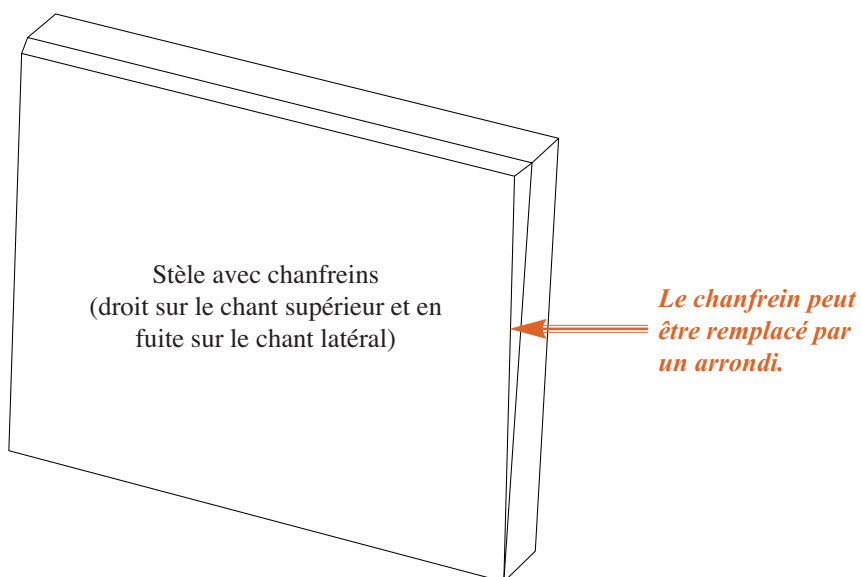 Stèle avec chanfreins
(droit sur le chant supérieur et en
fuite sur le chant latéral)
Le chanfrein peut
être remplacé par
un arrondi.